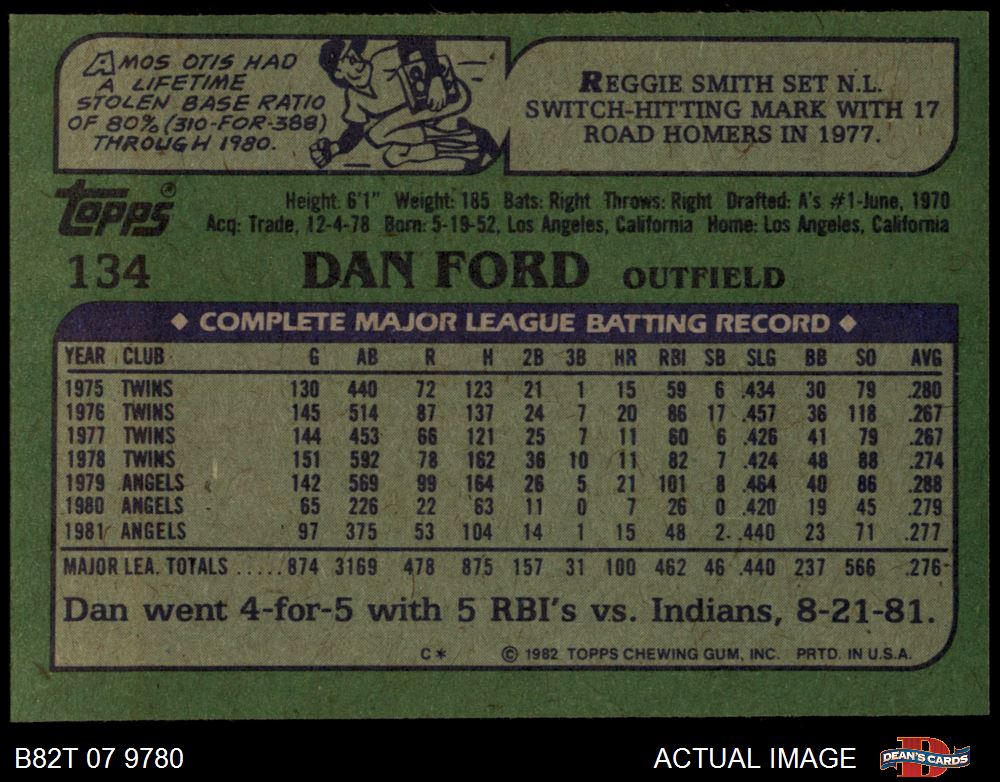 AMOS OTIS HAD
A LIFETIME
STOLEN BASE RATIO
OF 80% (310-FOR-388)
THROUGH 1980.
REGGIE SMITH SET N.L.
SWITCH-HITTING MARK WITH 17
ROAD HOMERS IN 1977.
topps®
Height: 6'1" Weight: 185 Bats: Right Throws: Right Drafted: A's #1-June, 1970
Acq: Trade, 12-4-78 Born: 5-19-52, Los Angeles, California Home: Los Angeles, California
134 DAN FORD OUTFIELD
◆ COMPLETE MAJOR LEAGUE BATTING RECORD ◆
YEAR CLUB G AB R H 2B 3B HR RBI SB SLG BB SO AVG
1975 TWINS 130 440 72 123 21 1 15 59 6 .434 30 79 .280
1976 TWINS 145 514 87 137 24 7 20 86 17 .457 36 118 .267
1977 TWINS 144 453 66 121 25 7 11 60 6 .426 41 79 .267
1978 TWINS 151 592 78 162 36 10 11 82 7 .424 48 88 .274
1979 ANGELS 142 569 99 164 26 5 21 101 8 .464 40 86 .288
1980 ANGELS 65 226 22 63 11 0 7 26 0 .420 19 45 .279
1981 ANGELS 97 375 53 104 14 1 15 48 2 .440 23 71 .277
MAJOR LEA. TOTALS .....874 3169 478 875 157 31 100 462 46 .440 237 566 .276
Dan went 4-for-5 with 5 RBI's vs. Indians, 8-21-81.
C* © 1982 TOPPS CHEWING GUM, INC. PRTD. IN U.S.A.
B82T 07 9780 ACTUAL IMAGE DEAN'S CARDS